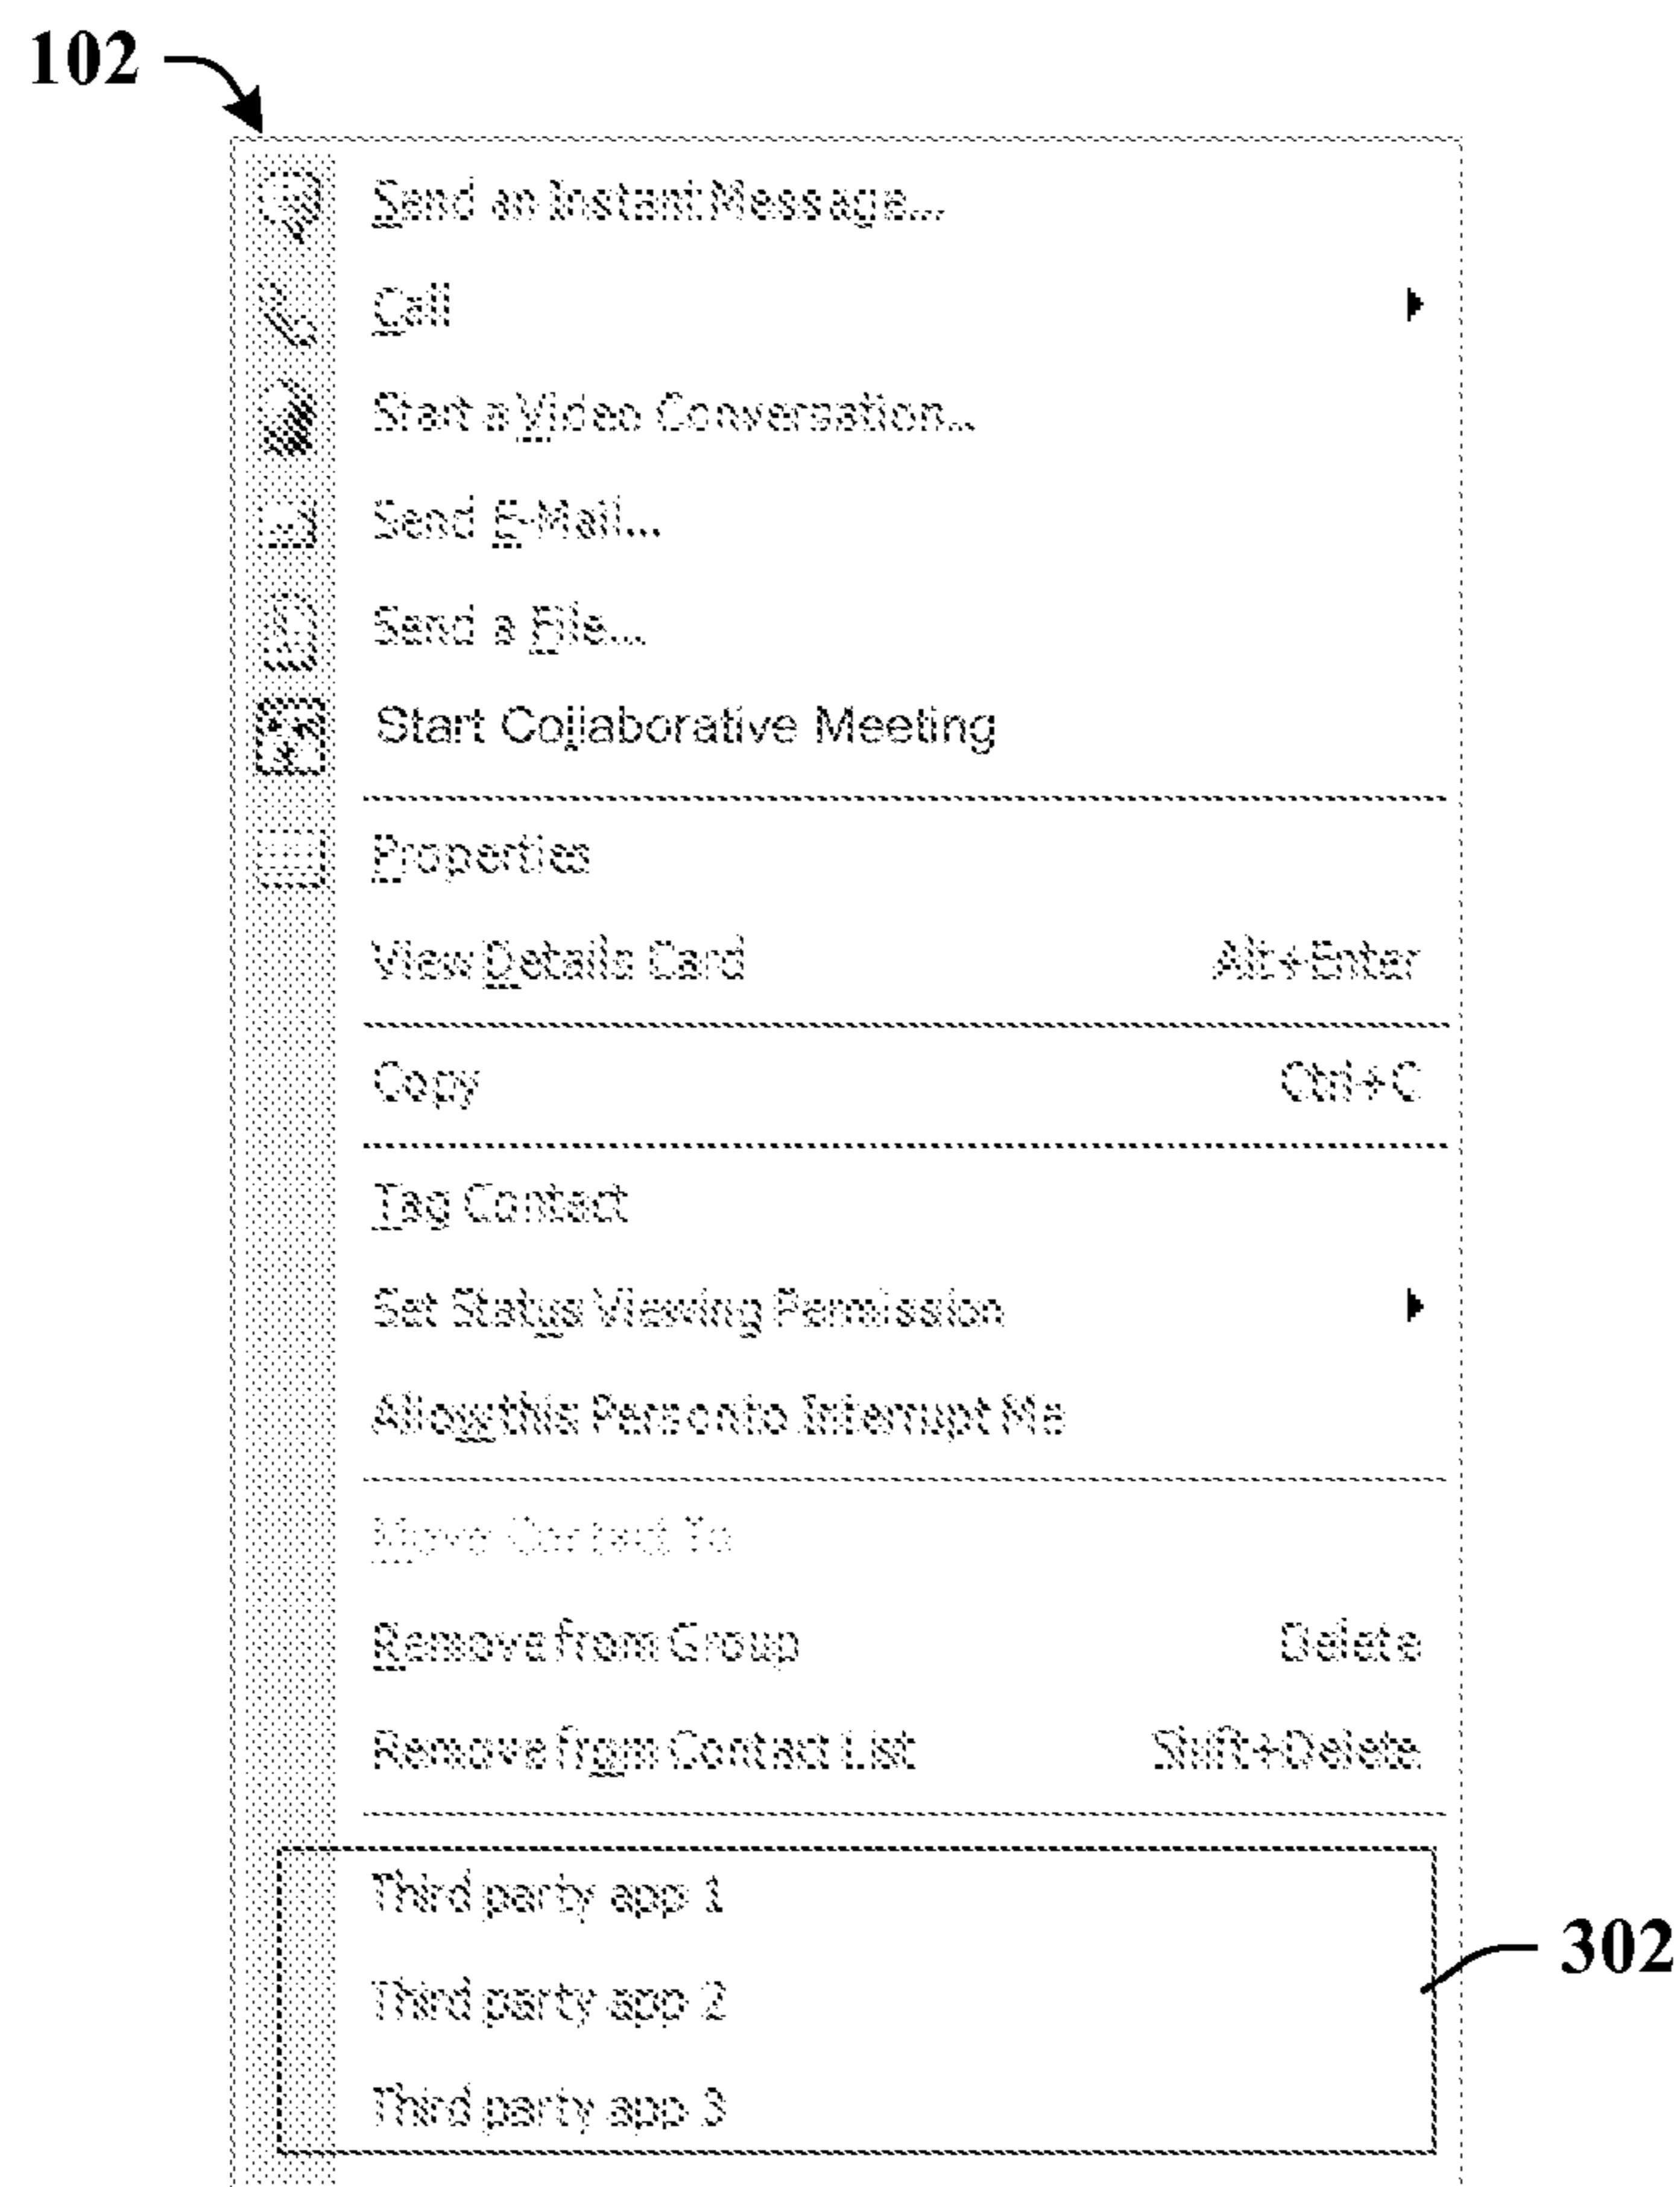 102
Send an Instant Message...
Call
Start a Video Conversation...
Send E-Mail...
Send a File...
Start Collaborative Meeting
Properties
View Details Card Alt+Enter
Copy Ctrl+C
Tag Contact
Set Status Viewing Permission
Allow this Person to Interrupt Me
Move Contact To
Remove from Group Delete
Remove from Contact List Shift+Delete
Third party app 1
Third party app 2
302
Third party app 3